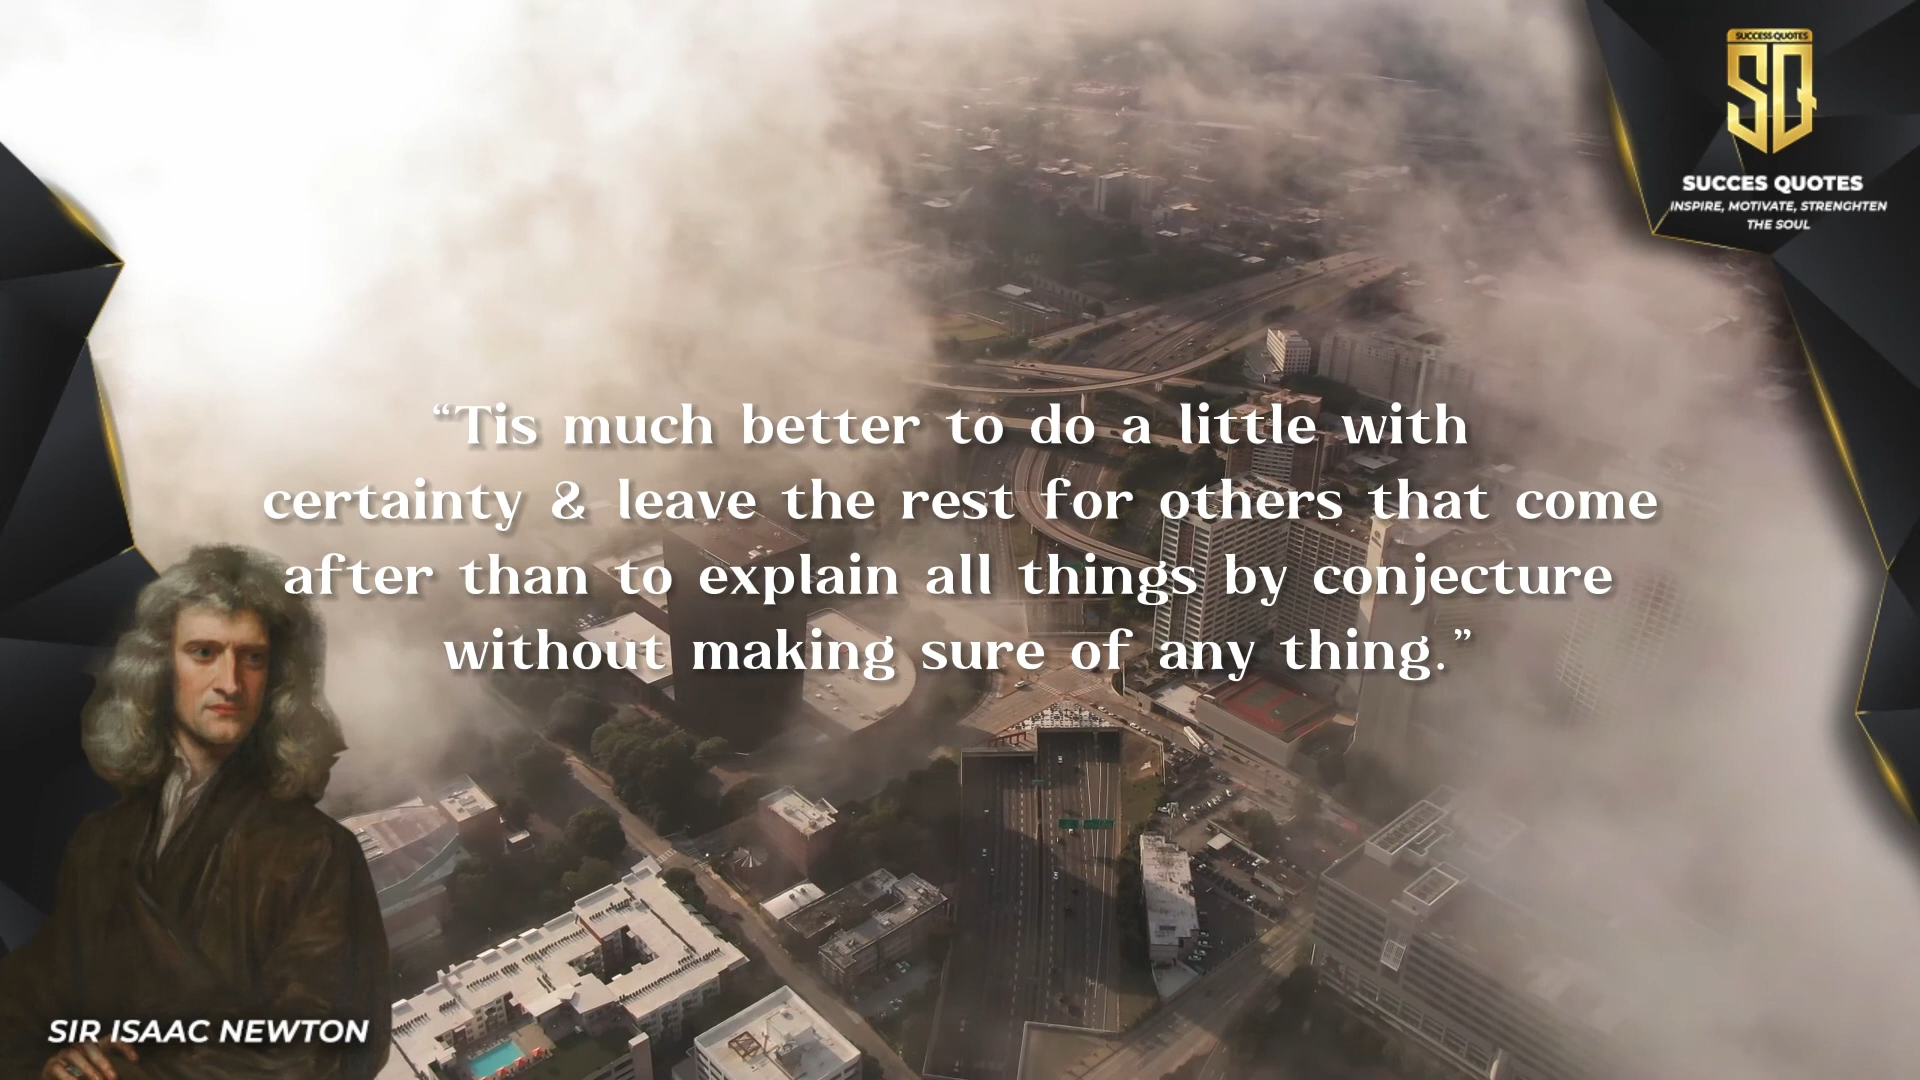 SUCCESS QUOTES
SQ
SUCCES QUOTES
INSPIRE, MOTIVATE, STRENGHTEN
THE SOUL
“Tis much better to do a little with
certainty & leave the rest for others that come
after than to explain all things by conjecture
without making sure of any thing.”
SIR ISAAC NEWTON